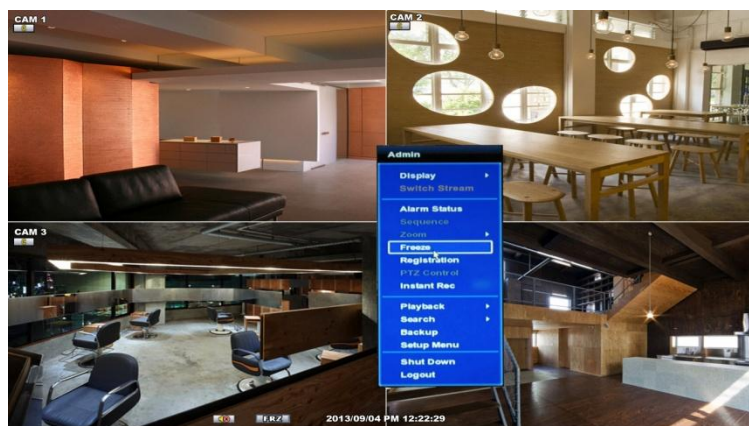 CAM 1
CAM 2
Admin
Display
Switch Stream
Alarm Status
Sequence
Zoom
Freeze
Registration
PTZ Control
Instant Rec
Playback
Search
Backup
Setup Menu
Shut Down
Logout
CAM 3
FRZ 2013/09/04 PM 12:22:29